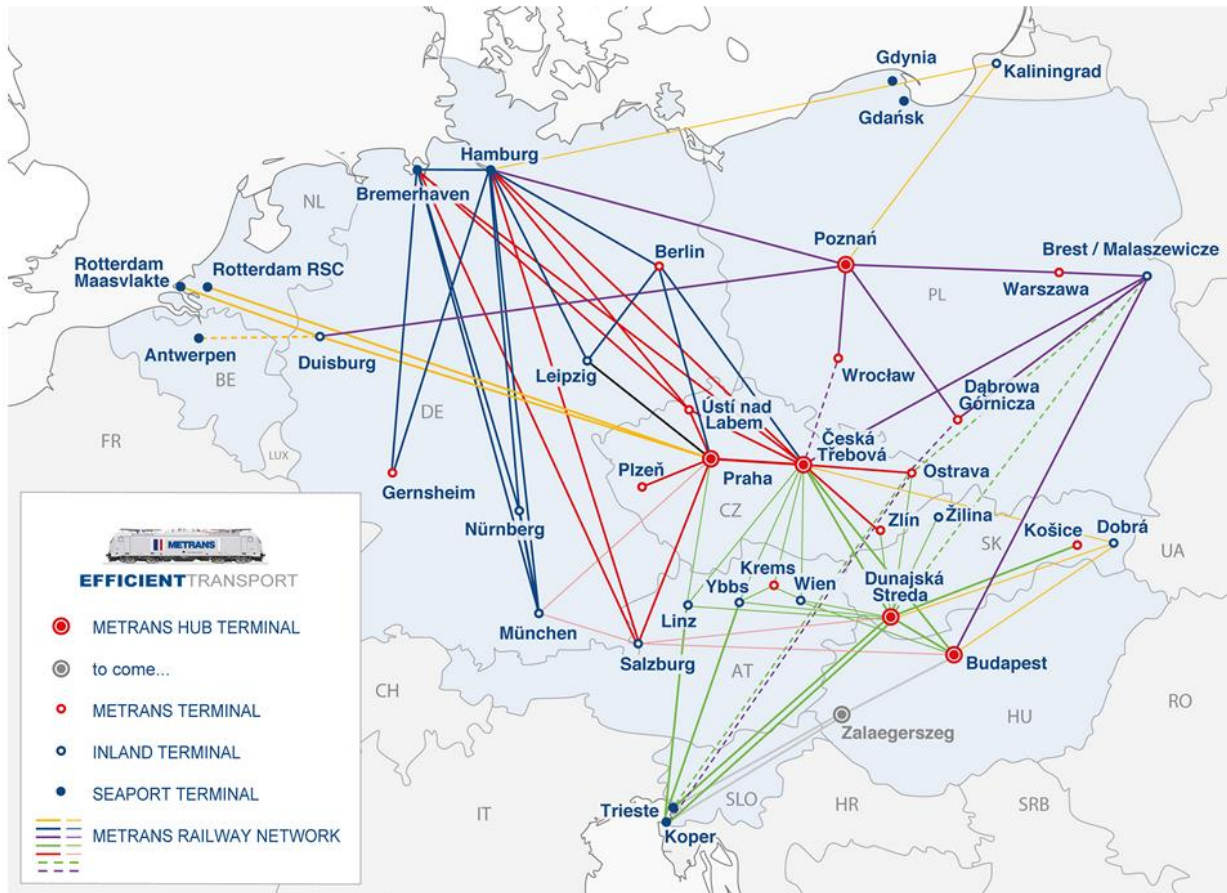 Gdynia
Kaliningrad
Gdańsk
Hamburg
Bremerhaven
NL
Berlin
Poznań
Brest / Malaszewicze
Rotterdam
Maasvlakte
Rotterdam RSC
Warszawa
PL
Antwerpen
Duisburg
BE
Leipzig
Wrocław
Dąbrowa
Górnicza
DE
Ústí nad
Labem
FR
LUX
Česká
Třebová
Plzeň
Praha
Ostrava
Gernsheim
CZ
Nürnberg
Zlín
Žilina
SK
Košice
Dobrá
UA
Krems
Ybbs
Wien
Dunajská
Streda
Linz
München
Salzburg
Budapest
AT
CH
HU
RO
Zalaegerszeg
Trieste
SLO
HR
SRB
IT
Koper
METRANS
EFFICIENTTRANSPORT
METRANS HUB TERMINAL
to come...
METRANS TERMINAL
INLAND TERMINAL
SEAPORT TERMINAL
METRANS RAILWAY NETWORK